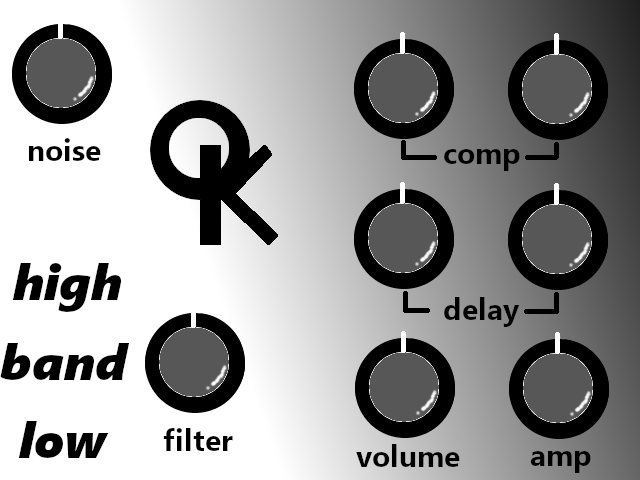 noise
K
comp
high
delay
band
filter
low
volume
amp